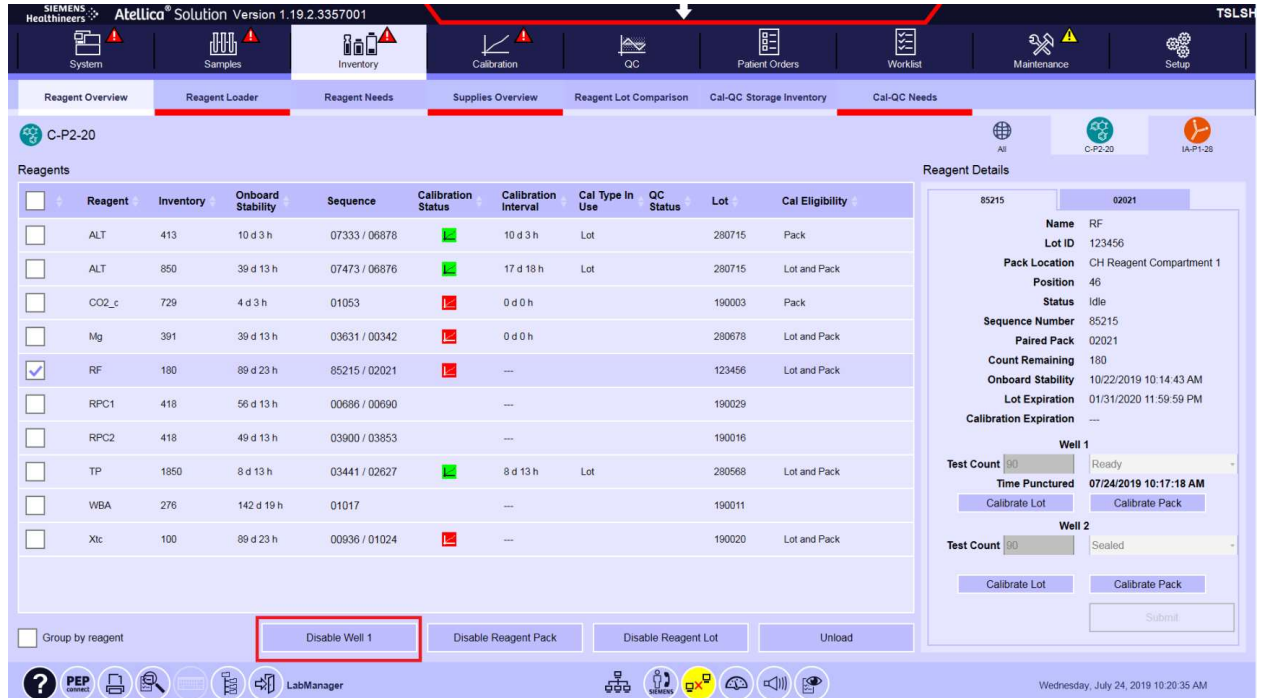 SIEMENS
Healthineers
Atellica® Solution Version 1.19.2.3357001
TSLSH
System
Samples
Inventory
Calibration
QC
Patient Orders
Worklist
Maintenance
Setup
Reagent Overview
Reagent Loader
Reagent Needs
Supplies Overview
Reagent Lot Comparison
Cal-QC Storage Inventory
Cal-QC Needs
C-P2-20
All
C-P2-20
IA-P1-28
Reagents
Reagent Inventory Onboard Stability Sequence Calibration Status Calibration Interval Cal Type In Use QC Status Lot Cal Eligibility
ALT 413 10 d 3 h 07333 / 06878 10 d 3 h Lot 280715 Pack
ALT 850 39 d 13 h 07473 / 06876 17 d 18 h Lot 280715 Lot and Pack
CO2_c 729 4 d 3 h 01053 0 d 0 h 190003 Pack
Mg 391 39 d 13 h 03631 / 00342 0 d 0 h 280678 Lot and Pack
RF 180 89 d 23 h 85215 / 02021 --- 123456 Lot and Pack
RPC1 418 56 d 13 h 00686 / 00690 --- 190029
RPC2 418 49 d 13 h 03900 / 03853 --- 190016
TP 1850 8 d 13 h 03441 / 02627 8 d 13 h Lot 280568 Lot and Pack
WBA 276 142 d 19 h 01017 --- 190011
Xtc 100 89 d 23 h 00936 / 01024 --- 190020 Lot and Pack
Group by reagent
Disable Well 1
Disable Reagent Pack
Disable Reagent Lot
Unload
Reagent Details
85215
02021
Name RF
Lot ID 123456
Pack Location CH Reagent Compartment 1
Position 46
Status Idle
Sequence Number 85215
Paired Pack 02021
Count Remaining 180
Onboard Stability 10/22/2019 10:14:43 AM
Lot Expiration 01/31/2020 11:59:59 PM
Calibration Expiration ---
Well 1
Test Count 90 Ready
Time Punctured 07/24/2019 10:17:18 AM
Calibrate Lot Calibrate Pack
Well 2
Test Count 90 Sealed
Calibrate Lot Calibrate Pack
Submit
?
PEP
connect
LabManager
SIEMENS
Wednesday, July 24, 2019 10:20:35 AM